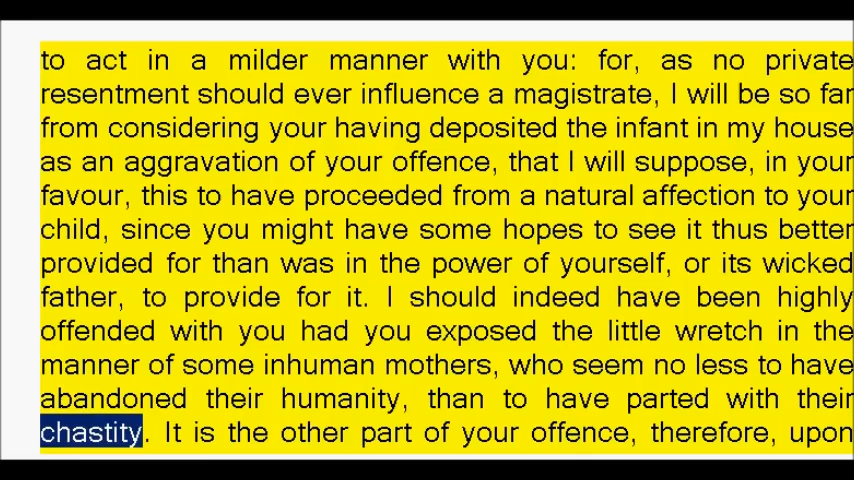 to act in a milder manner with you: for, as no private
resentment should ever influence a magistrate, I will be so far
from considering your having deposited the infant in my house
as an aggravation of your offence, that I will suppose, in your
favour, this to have proceeded from a natural affection to your
child, since you might have some hopes to see it thus better
provided for than was in the power of yourself, or its wicked
father, to provide for it. I should indeed have been highly
offended with you had you exposed the little wretch in the
manner of some inhuman mothers, who seem no less to have
abandoned their humanity, than to have parted with their
chastity. It is the other part of your offence, therefore, upon